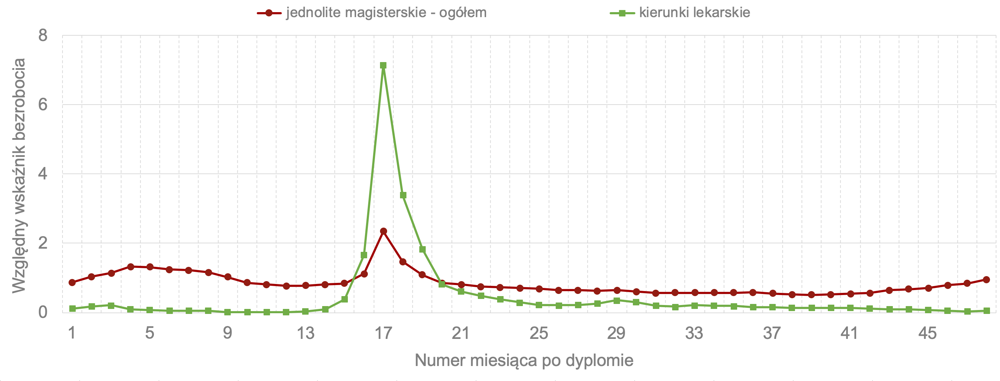 jednolite magisterskie - ogółem
kierunki lekarskie
Względny wskaźnik bezrobocia
8
6
4
2
0
1 5 9 13 17 21 25 29 33 37 41 45
Numer miesiąca po dyplomie